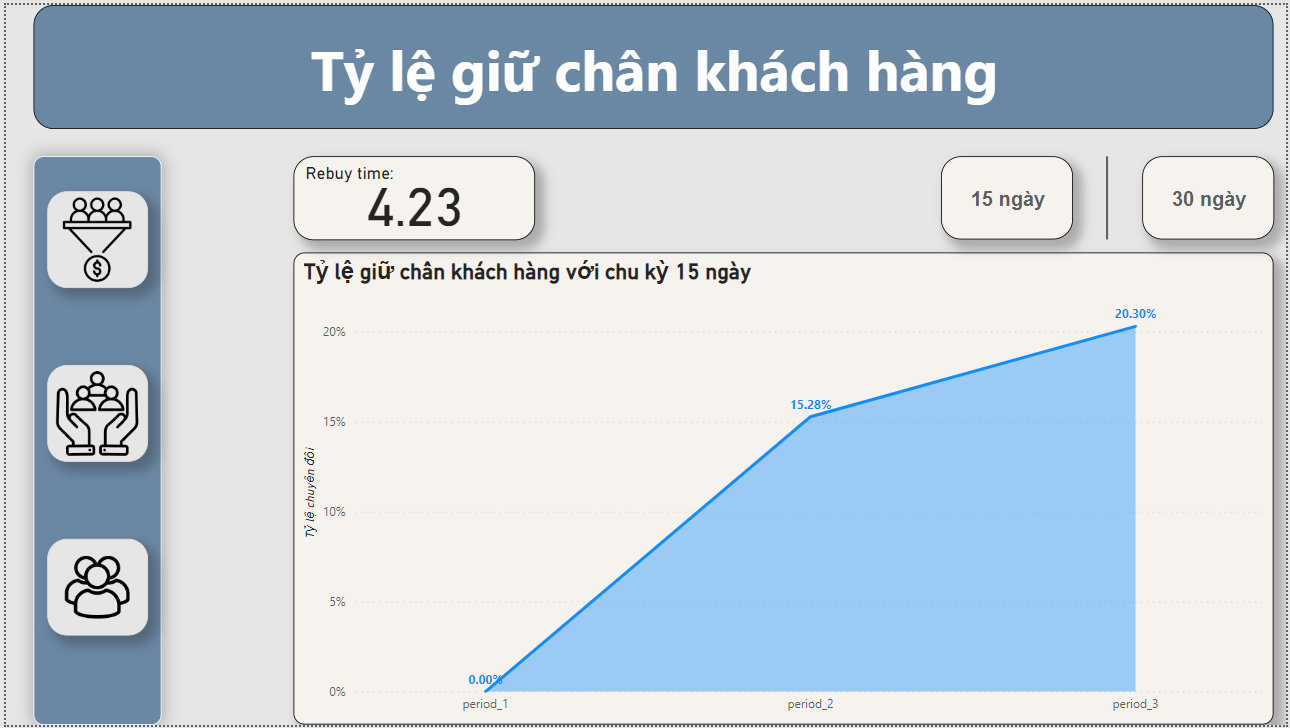 Tỷ lệ giữ chân khách hàng
Rebuy time:
4.23
15 ngày
30 ngày
$
Tỷ lệ giữ chân khách hàng với chu kỳ 15 ngày
Tỷ lệ chuyển đổi
20%
15%
10%
5%
0%
0.00%
15.28%
20.30%
period_1
period_2
period_3